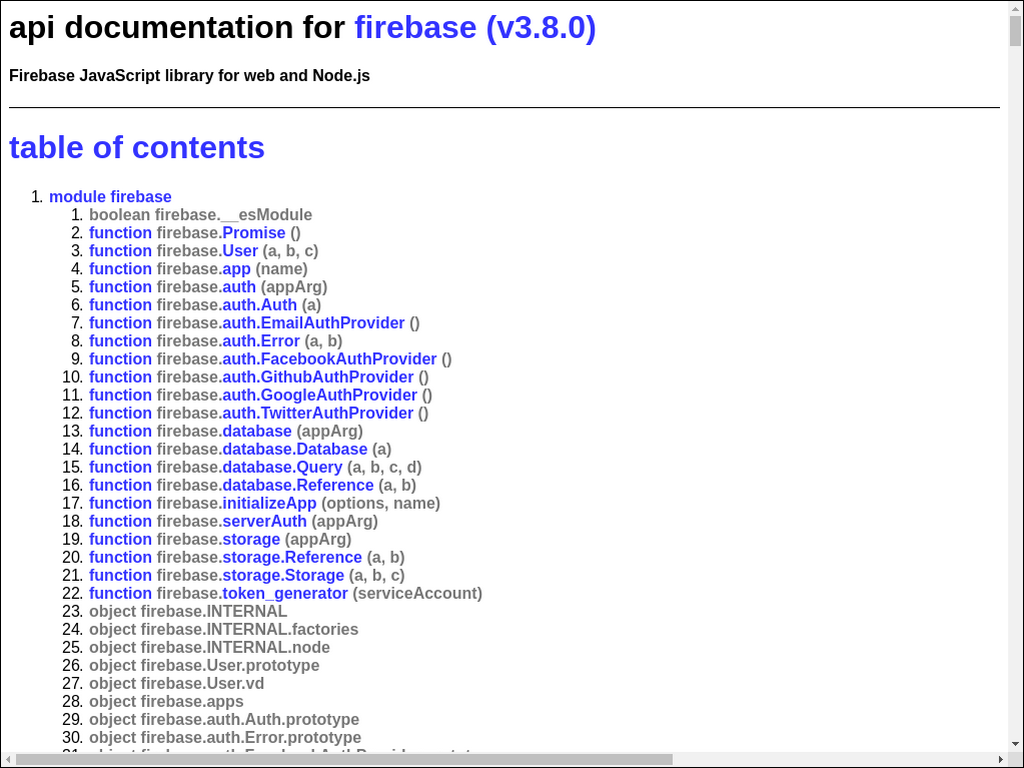 api documentation for firebase (v3.8.0)
Firebase JavaScript library for web and Node.js
table of contents
1. module firebase
1. boolean firebase.__esModule
2. function firebase.Promise ()
3. function firebase.User (a, b, c)
4. function firebase.app (name)
5. function firebase.auth (appArg)
6. function firebase.auth.Auth (a)
7. function firebase.auth.EmailAuthProvider ()
8. function firebase.auth.Error (a, b)
9. function firebase.auth.FacebookAuthProvider ()
10. function firebase.auth.GithubAuthProvider ()
11. function firebase.auth.GoogleAuthProvider ()
12. function firebase.auth.TwitterAuthProvider ()
13. function firebase.database (appArg)
14. function firebase.database.Database (a)
15. function firebase.database.Query (a, b, c, d)
16. function firebase.database.Reference (a, b)
17. function firebase.initializeApp (options, name)
18. function firebase.serverAuth (appArg)
19. function firebase.storage (appArg)
20. function firebase.storage.Reference (a, b)
21. function firebase.storage.Storage (a, b, c)
22. function firebase.token_generator (serviceAccount)
23. object firebase.INTERNAL
24. object firebase.INTERNAL.factories
25. object firebase.INTERNAL.node
26. object firebase.User.prototype
27. object firebase.User.vd
28. object firebase.apps
29. object firebase.auth.Auth.prototype
30. object firebase.auth.Error.prototype